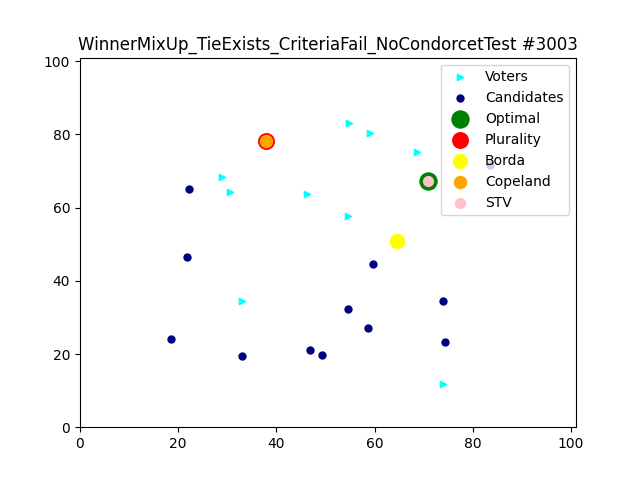 WinnerMixUp_TieExists_CriteriaFail_NoCondorcetTest #3003
100
80
60
40
20
0
0
20
40
60
80
100
Voters
Candidates
Optimal
Plurality
Borda
Copeland
STV